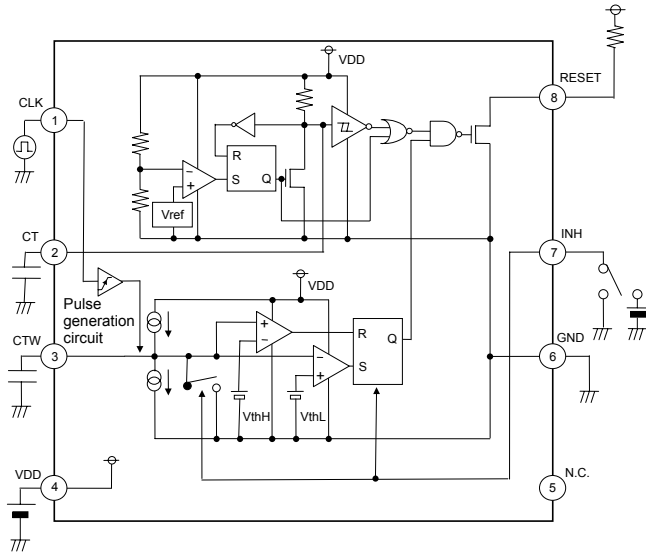 VDD
RESET
CLK
1
8
R
S
Q
−
+
Vref
CT
INH
2
7
Pulse
generation
circuit
VDD
CTW
+
−
R
Q
GND
3
−
+
S
6
VthH
VthL
VDD
N.C.
4
5